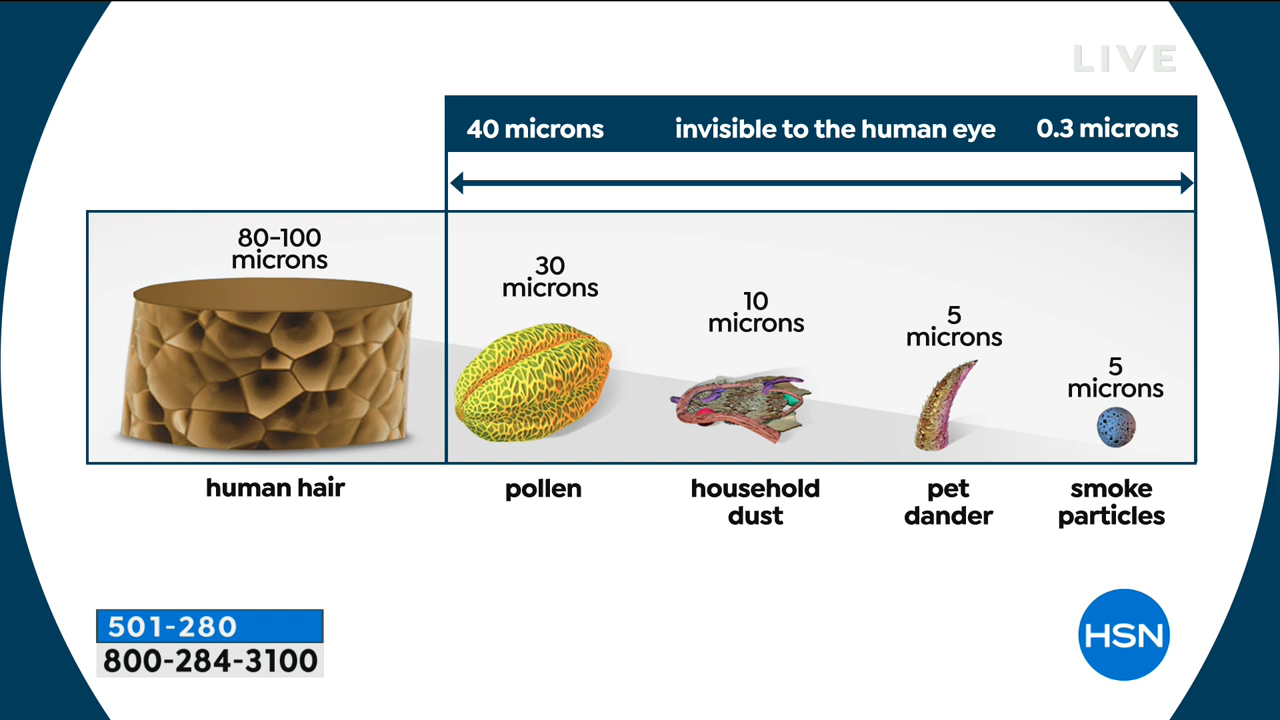 LIVE
40 microns invisible to the human eye 0.3 microns
80-100
microns
30
microns
10
microns
5
microns
5
microns
human hair
pollen
household
dust
pet
dander
smoke
particles
501-280
800-284-3100
HSN